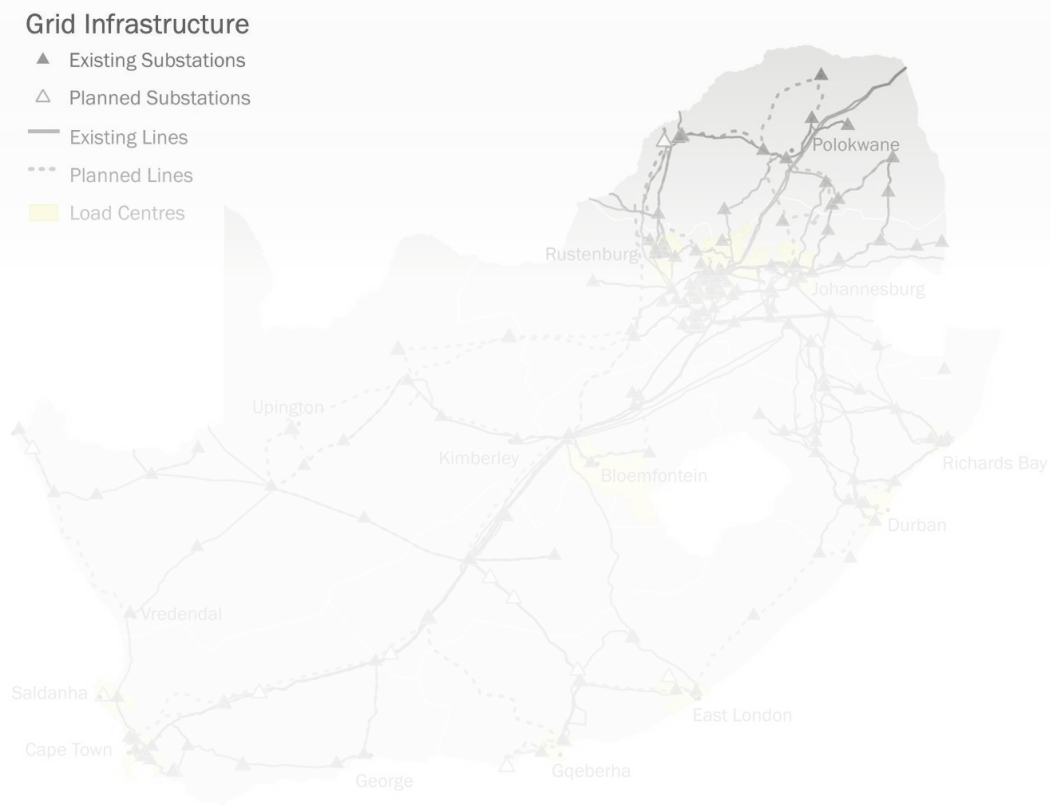 Grid Infrastructure
Existing Substations
Planned Substations
Existing Lines
Planned Lines
Load Centres
Polokwane
Rustenburg
Johannesburg
Upington
Kimberley
Bloemfontein
Richards Bay
Durban
Vredendal
Saldanha
East London
Cape Town
Gqeberha
George